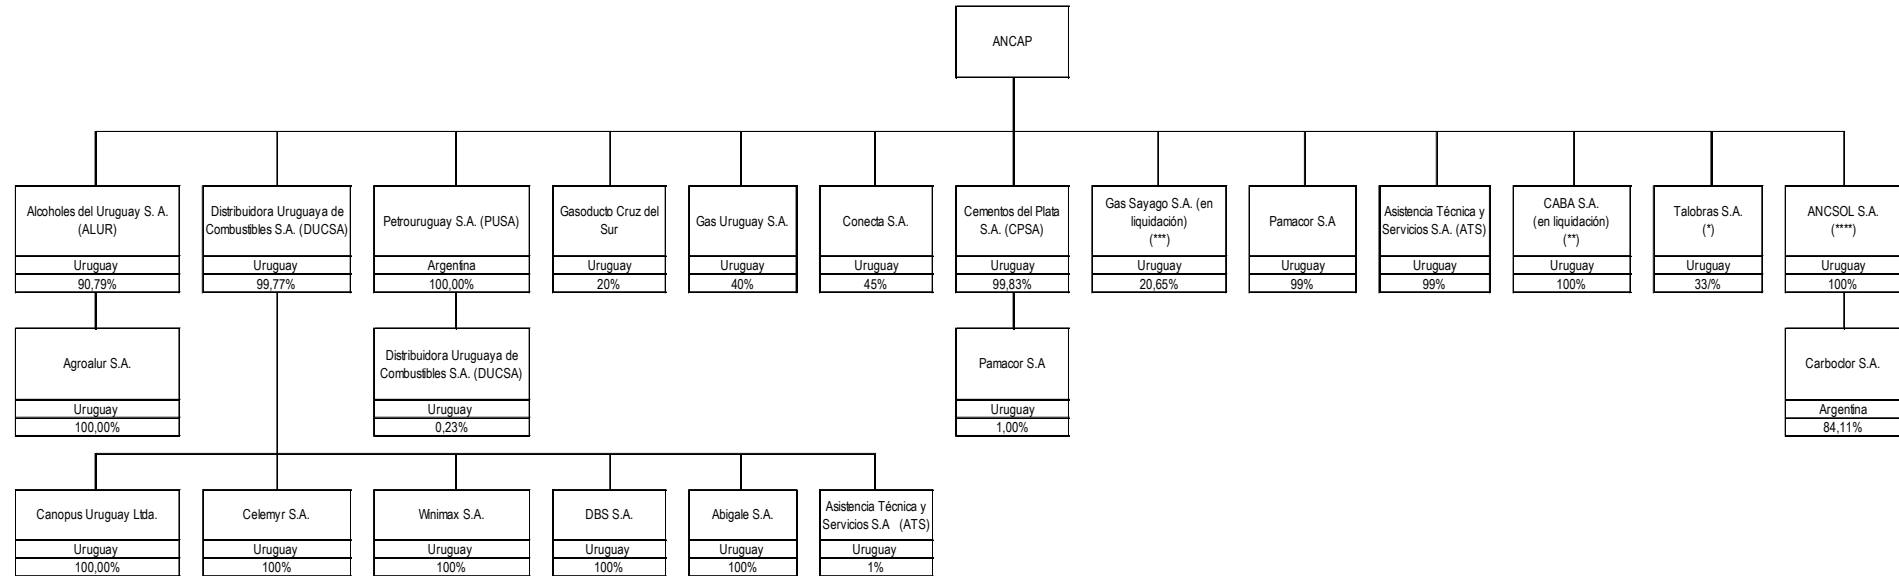 ANCAP
Alcoholes del Uruguay S. A.
(ALUR)
Uruguay
90,79%
Distribuidora Uruguaya de
Combustibles S.A. (DUCSA)
Uruguay
99,77%
Petrouruguay S.A. (PUSA)
Argentina
100,00%
Gasoducto Cruz del
Sur
Uruguay
20%
Gas Uruguay S.A.
Uruguay
40%
Conecta S.A.
Uruguay
45%
Cementos del Plata
S.A. (CPSA)
Uruguay
99,83%
Gas Sayago S.A. (en
liquidación)
(***)
Uruguay
20,65%
Pamacor S.A
Uruguay
99%
Asistencia Técnica y
Servicios S.A. (ATS)
Uruguay
99%
CABA S.A.
(en liquidación)
(**)
Uruguay
100%
Talobras S.A.
(*)
Uruguay
33/%
ANCSOL S.A.
(****)
Uruguay
100%
Agroalur S.A.
Uruguay
100,00%
Distribuidora Uruguaya de
Combustibles S.A. (DUCSA)
Uruguay
0,23%
Pamacor S.A
Uruguay
1,00%
Carboclor S.A.
Argentina
84,11%
Canopus Uruguay Ltda.
Uruguay
100,00%
Celemyr S.A.
Uruguay
100%
Winimax S.A.
Uruguay
100%
DBS S.A.
Uruguay
100%
Abigale S.A.
Uruguay
100%
Asistencia Técnica y
Servicios S.A (ATS)
Uruguay
1%